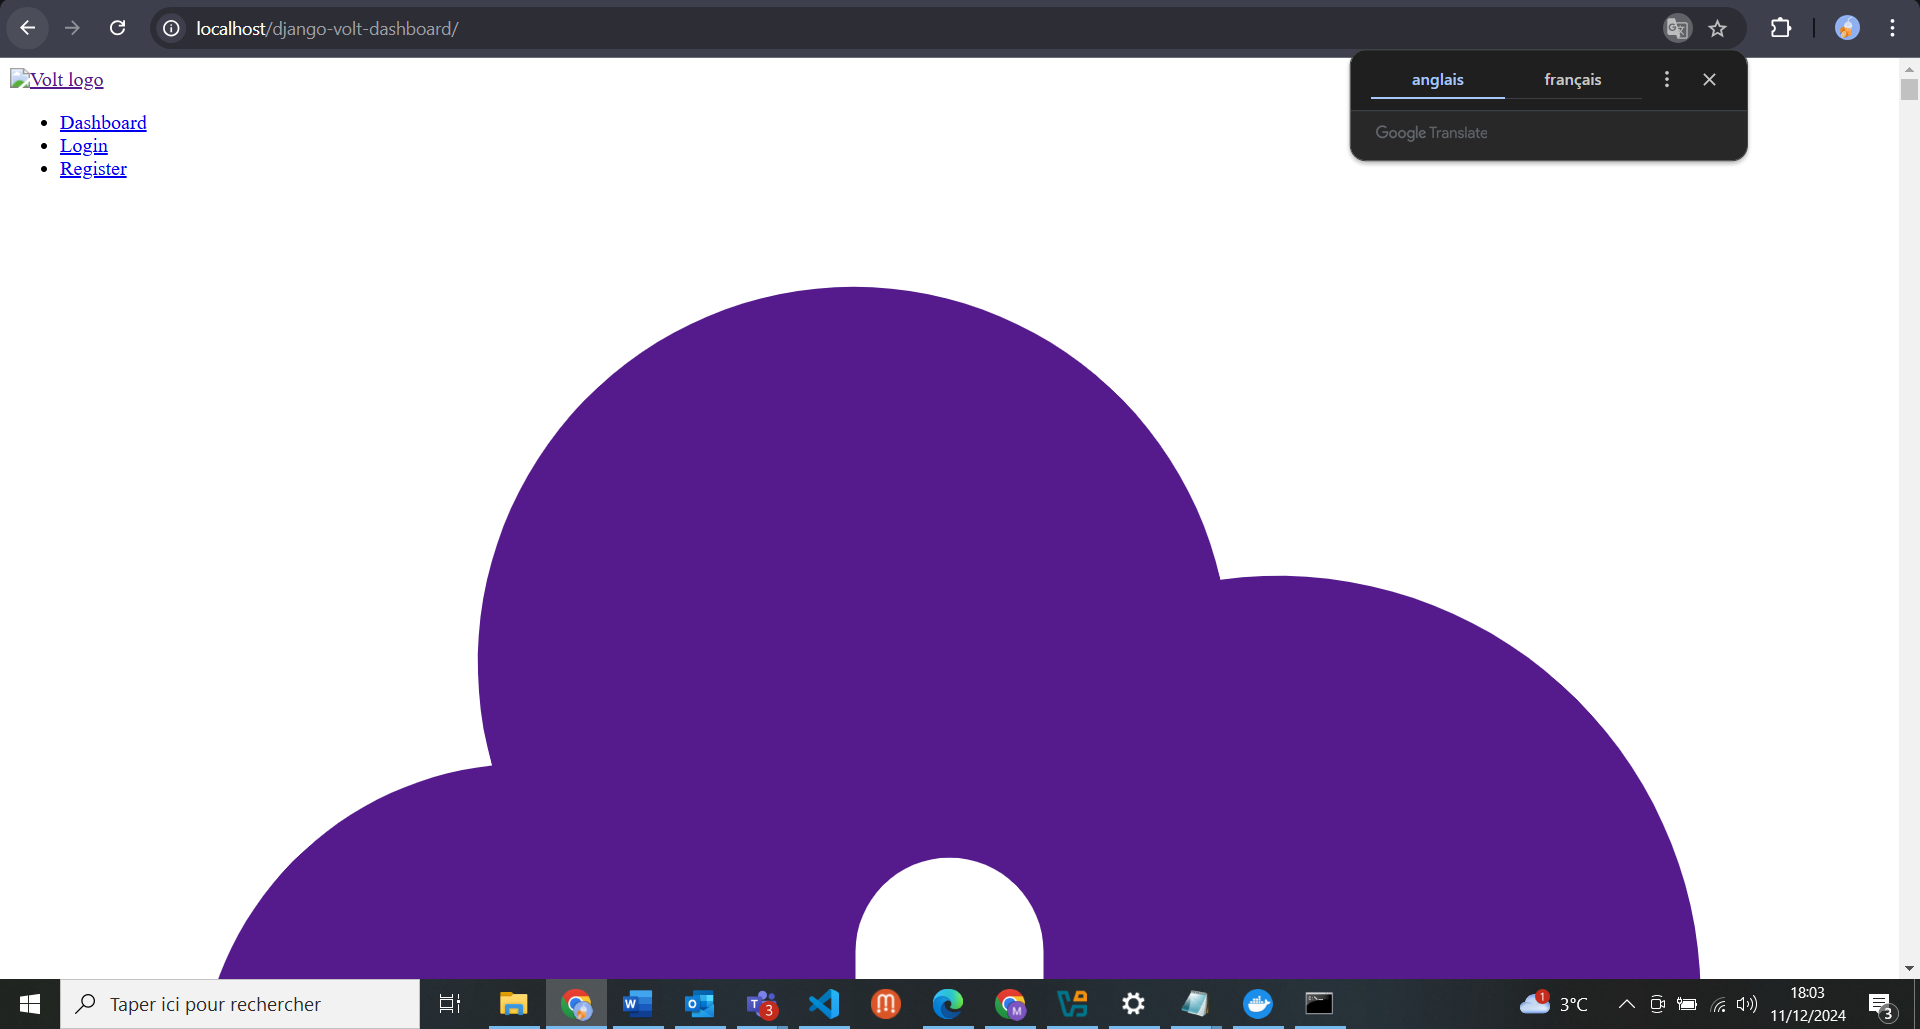 localhost/django-volt-dashboard/
anglais
français
Google Translate
Volt logo
Dashboard
Login
Register
Taper ici pour rechercher
W
O
T
3
M
1
3°C
18:03
11/12/2024
3